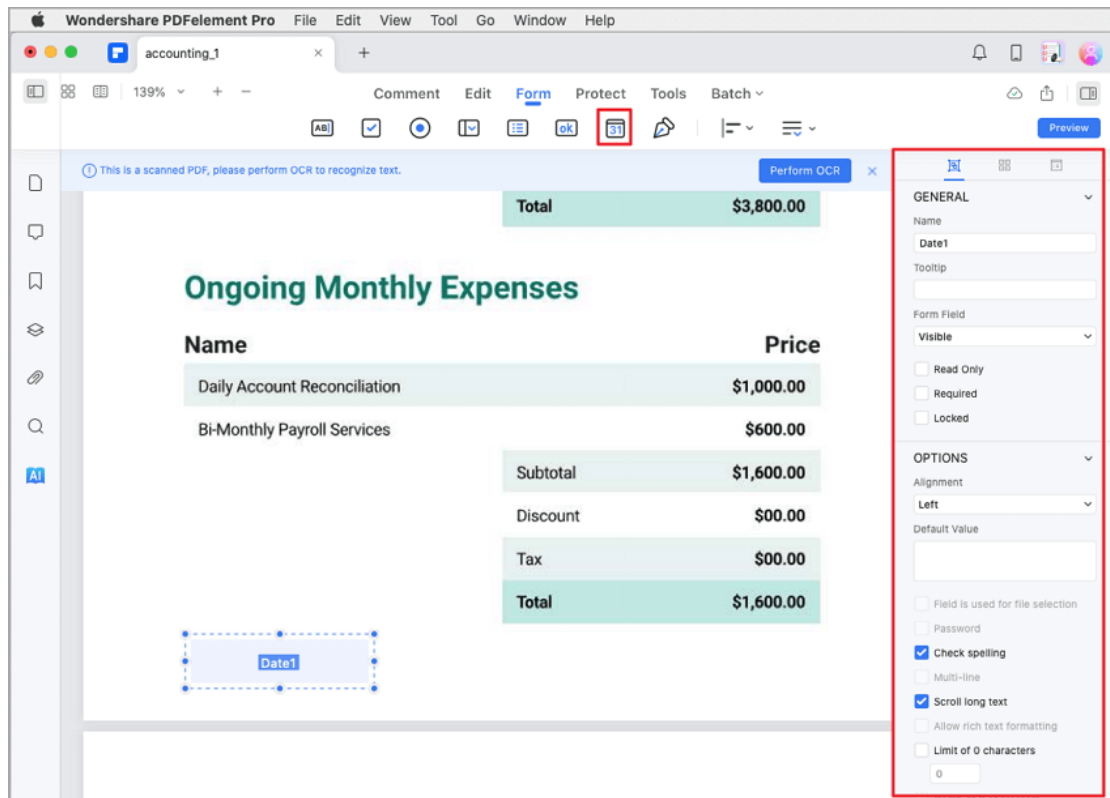 Wondershare PDFelement Pro File Edit View Tool Go Window Help
accounting_1
139%
Comment Edit Form Protect Tools Batch
AB
ok
31
Preview
This is a scanned PDF, please perform OCR to recognize text.
Perform OCR
Total $3,800.00
Ongoing Monthly Expenses
Name Price
Daily Account Reconciliation $1,000.00
Bi-Monthly Payroll Services $600.00
Subtotal $1,600.00
Discount $00.00
Tax $00.00
Total $1,600.00
Date1
AI
GENERAL
Name
Date1
Tooltip
Form Field
Visible
Read Only
Required
Locked
OPTIONS
Alignment
Left
Default Value
Field is used for file selection
Password
Check spelling
Multi-line
Scroll long text
Allow rich text formatting
Limit of 0 characters
0